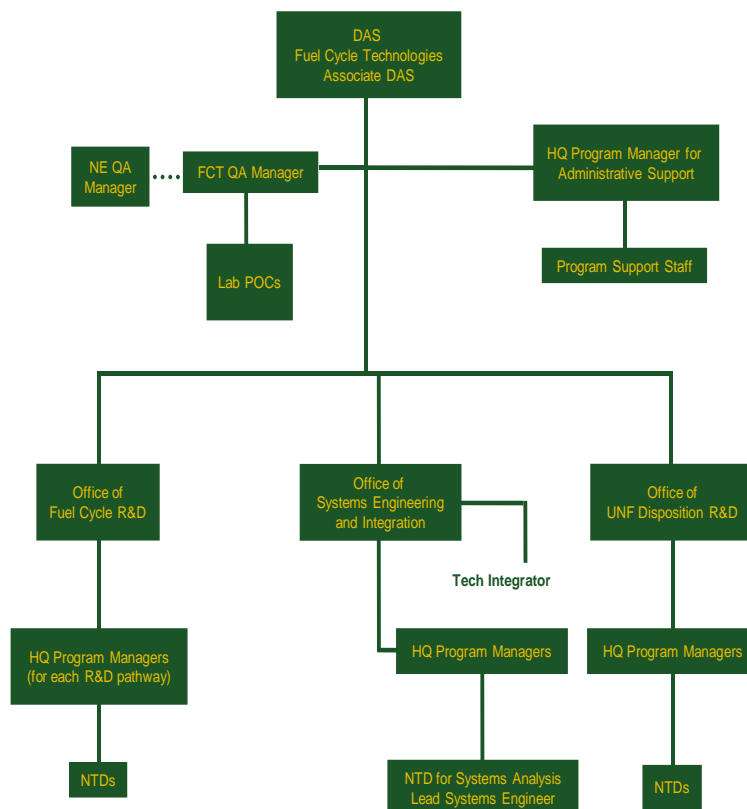 DAS
Fuel Cycle Technologies
Associate DAS
NE QA
Manager
FCT QA Manager
HQ Program Manager for
Administrative Support
Lab POCs
Program Support Staff
Office of
Fuel Cycle R&D
Office of
Systems Engineering
and Integration
Office of
UNF Disposition R&D
Tech Integrator
HQ Program Managers
(for each R&D pathway)
HQ Program Managers
HQ Program Managers
NTDs
NTD for Systems Analysis
Lead Systems Engineer
NTDs